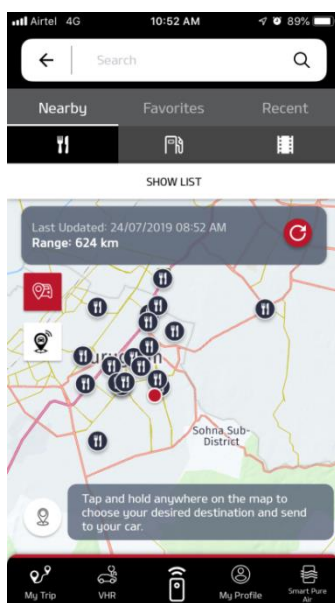 Airtel 4G 10:52 AM 89%
Search
Nearby Favorites Recent
SHOW LIST
Last Updated: 24/07/2019 08:52 AM
Range: 624 km
Sohna Sub-
District
Tap and hold anywhere on the map to
choose your desired destination and send
to your car.
My Trip VHR My Profile Smart Pure
Air